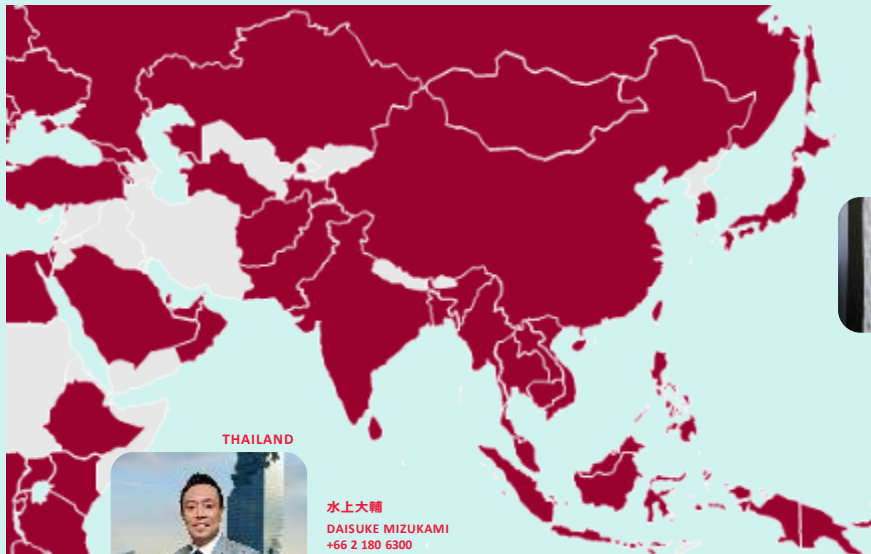 THAILAND
水上大輔
DAISUKE MIZUKAMI
+66 2 180 6300